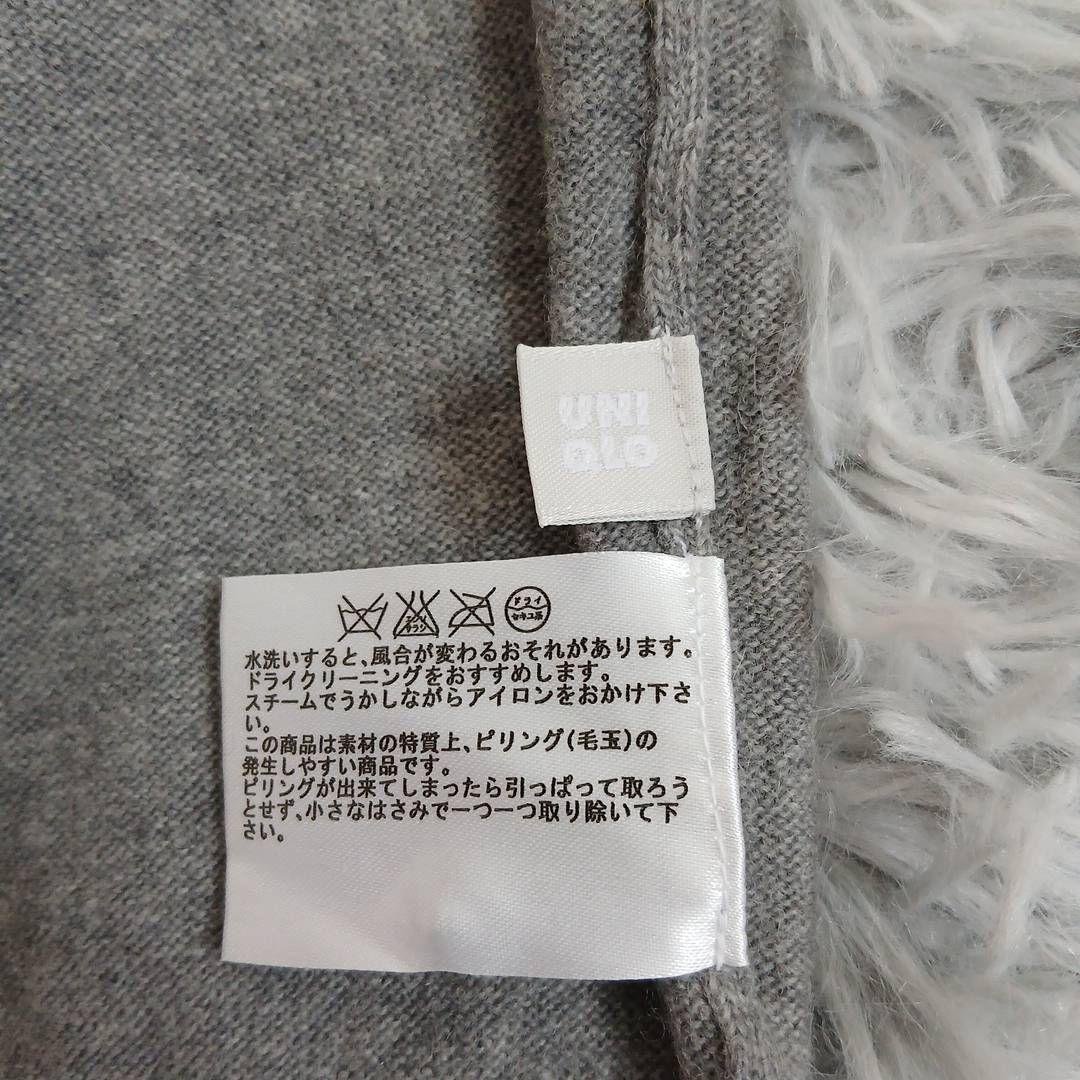 UNI
QLO
エンソ
サラシ
ドライ
セキユ系
水洗いすると、風合が変わるおそれがあります。
ドライクリーニングをおすすめします。
スチームでうかしながらアイロンをおかけ下さ
い。
この商品は素材の特質上、ピリング(毛玉)の
発生しやすい商品です。
ピリングが出来てしまったら引っぱって取ろう
とせず、小さなはさみで一つ一つ取り除いて下
さい。